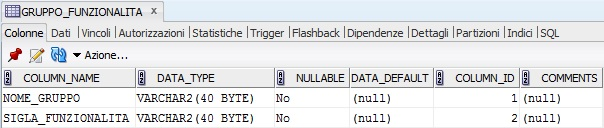 GRUPPO_FUNZIONALITA x
Colonne Dati Vincoli Autorizzazioni Statistiche Trigger Flashback Dipendenze Dettagli Partizioni Indici SQL
Azione...
COLUMN_NAME DATA_TYPE NULLABLE DATA_DEFAULT COLUMN_ID COMMENTS
NOME_GRUPPO VARCHAR2(40 BYTE) No (null) 1 (null)
SIGLA_FUNZIONALITA VARCHAR2(40 BYTE) No (null) 2 (null)